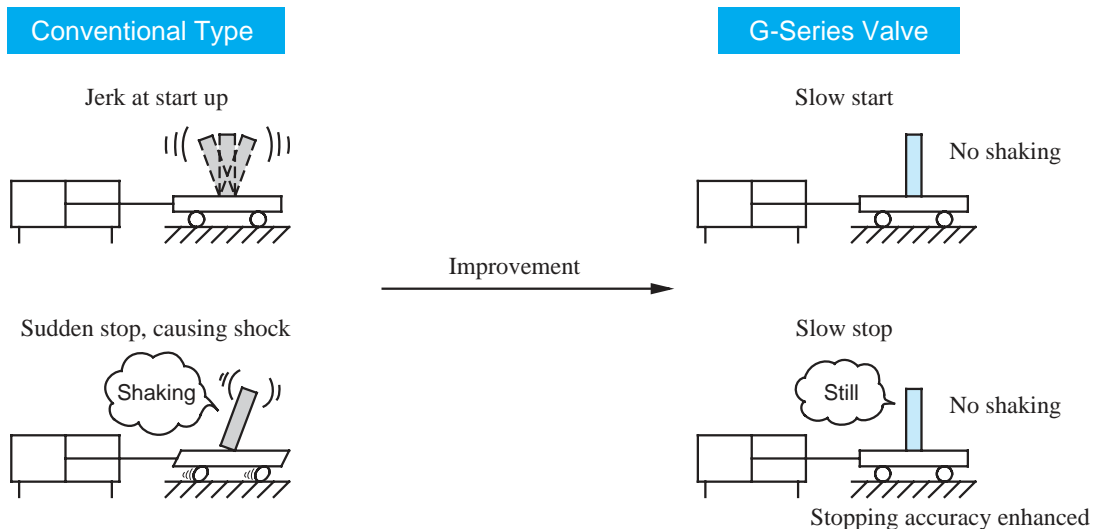 Conventional Type
G-Series Valve
Jerk at start up
Slow start
No shaking
Improvement
Sudden stop, causing shock
Slow stop
Shaking
Still
No shaking
Stopping accuracy enhanced